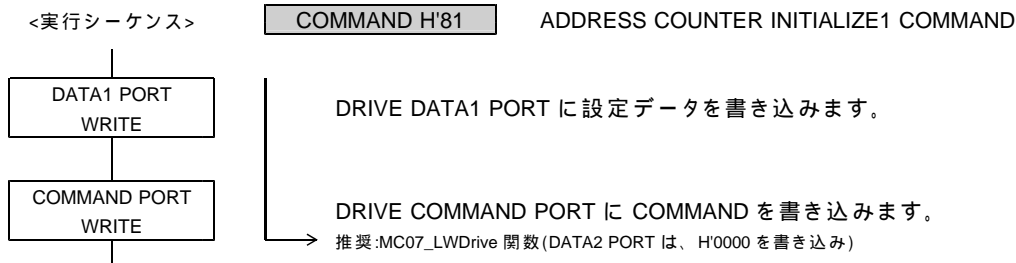 <実行シーケンス>
COMMAND H'81
ADDRESS COUNTER INITIALIZE1 COMMAND
DATA1 PORT
WRITE
DRIVE DATA1 PORT に設定データを書き込みます。
COMMAND PORT
WRITE
DRIVE COMMAND PORT に COMMAND を書き込みます。
推奨:MC07_LWDrive 関数(DATA2 PORT は、H'0000 を書き込み)